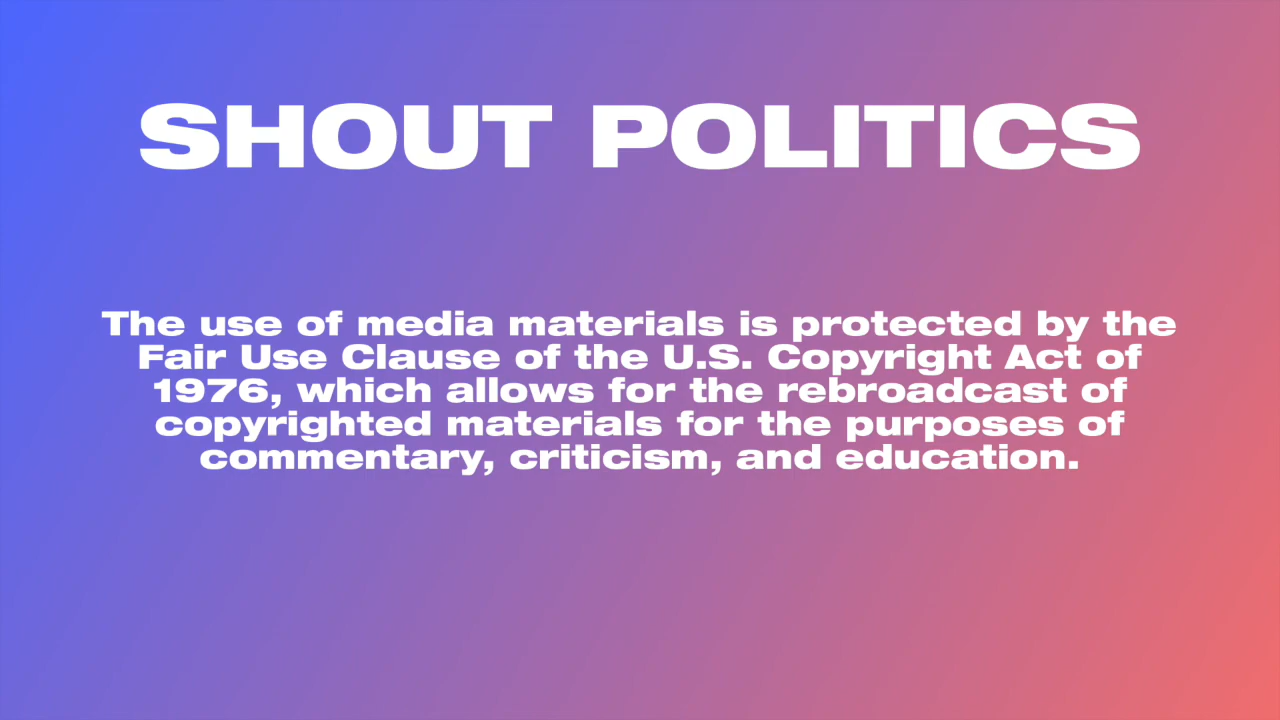 SHOUT POLITICS
The use of media materials is protected by the
Fair Use Clause of the U.S. Copyright Act of
1976, which allows for the rebroadcast of
copyrighted materials for the purposes of
commentary, criticism, and education.